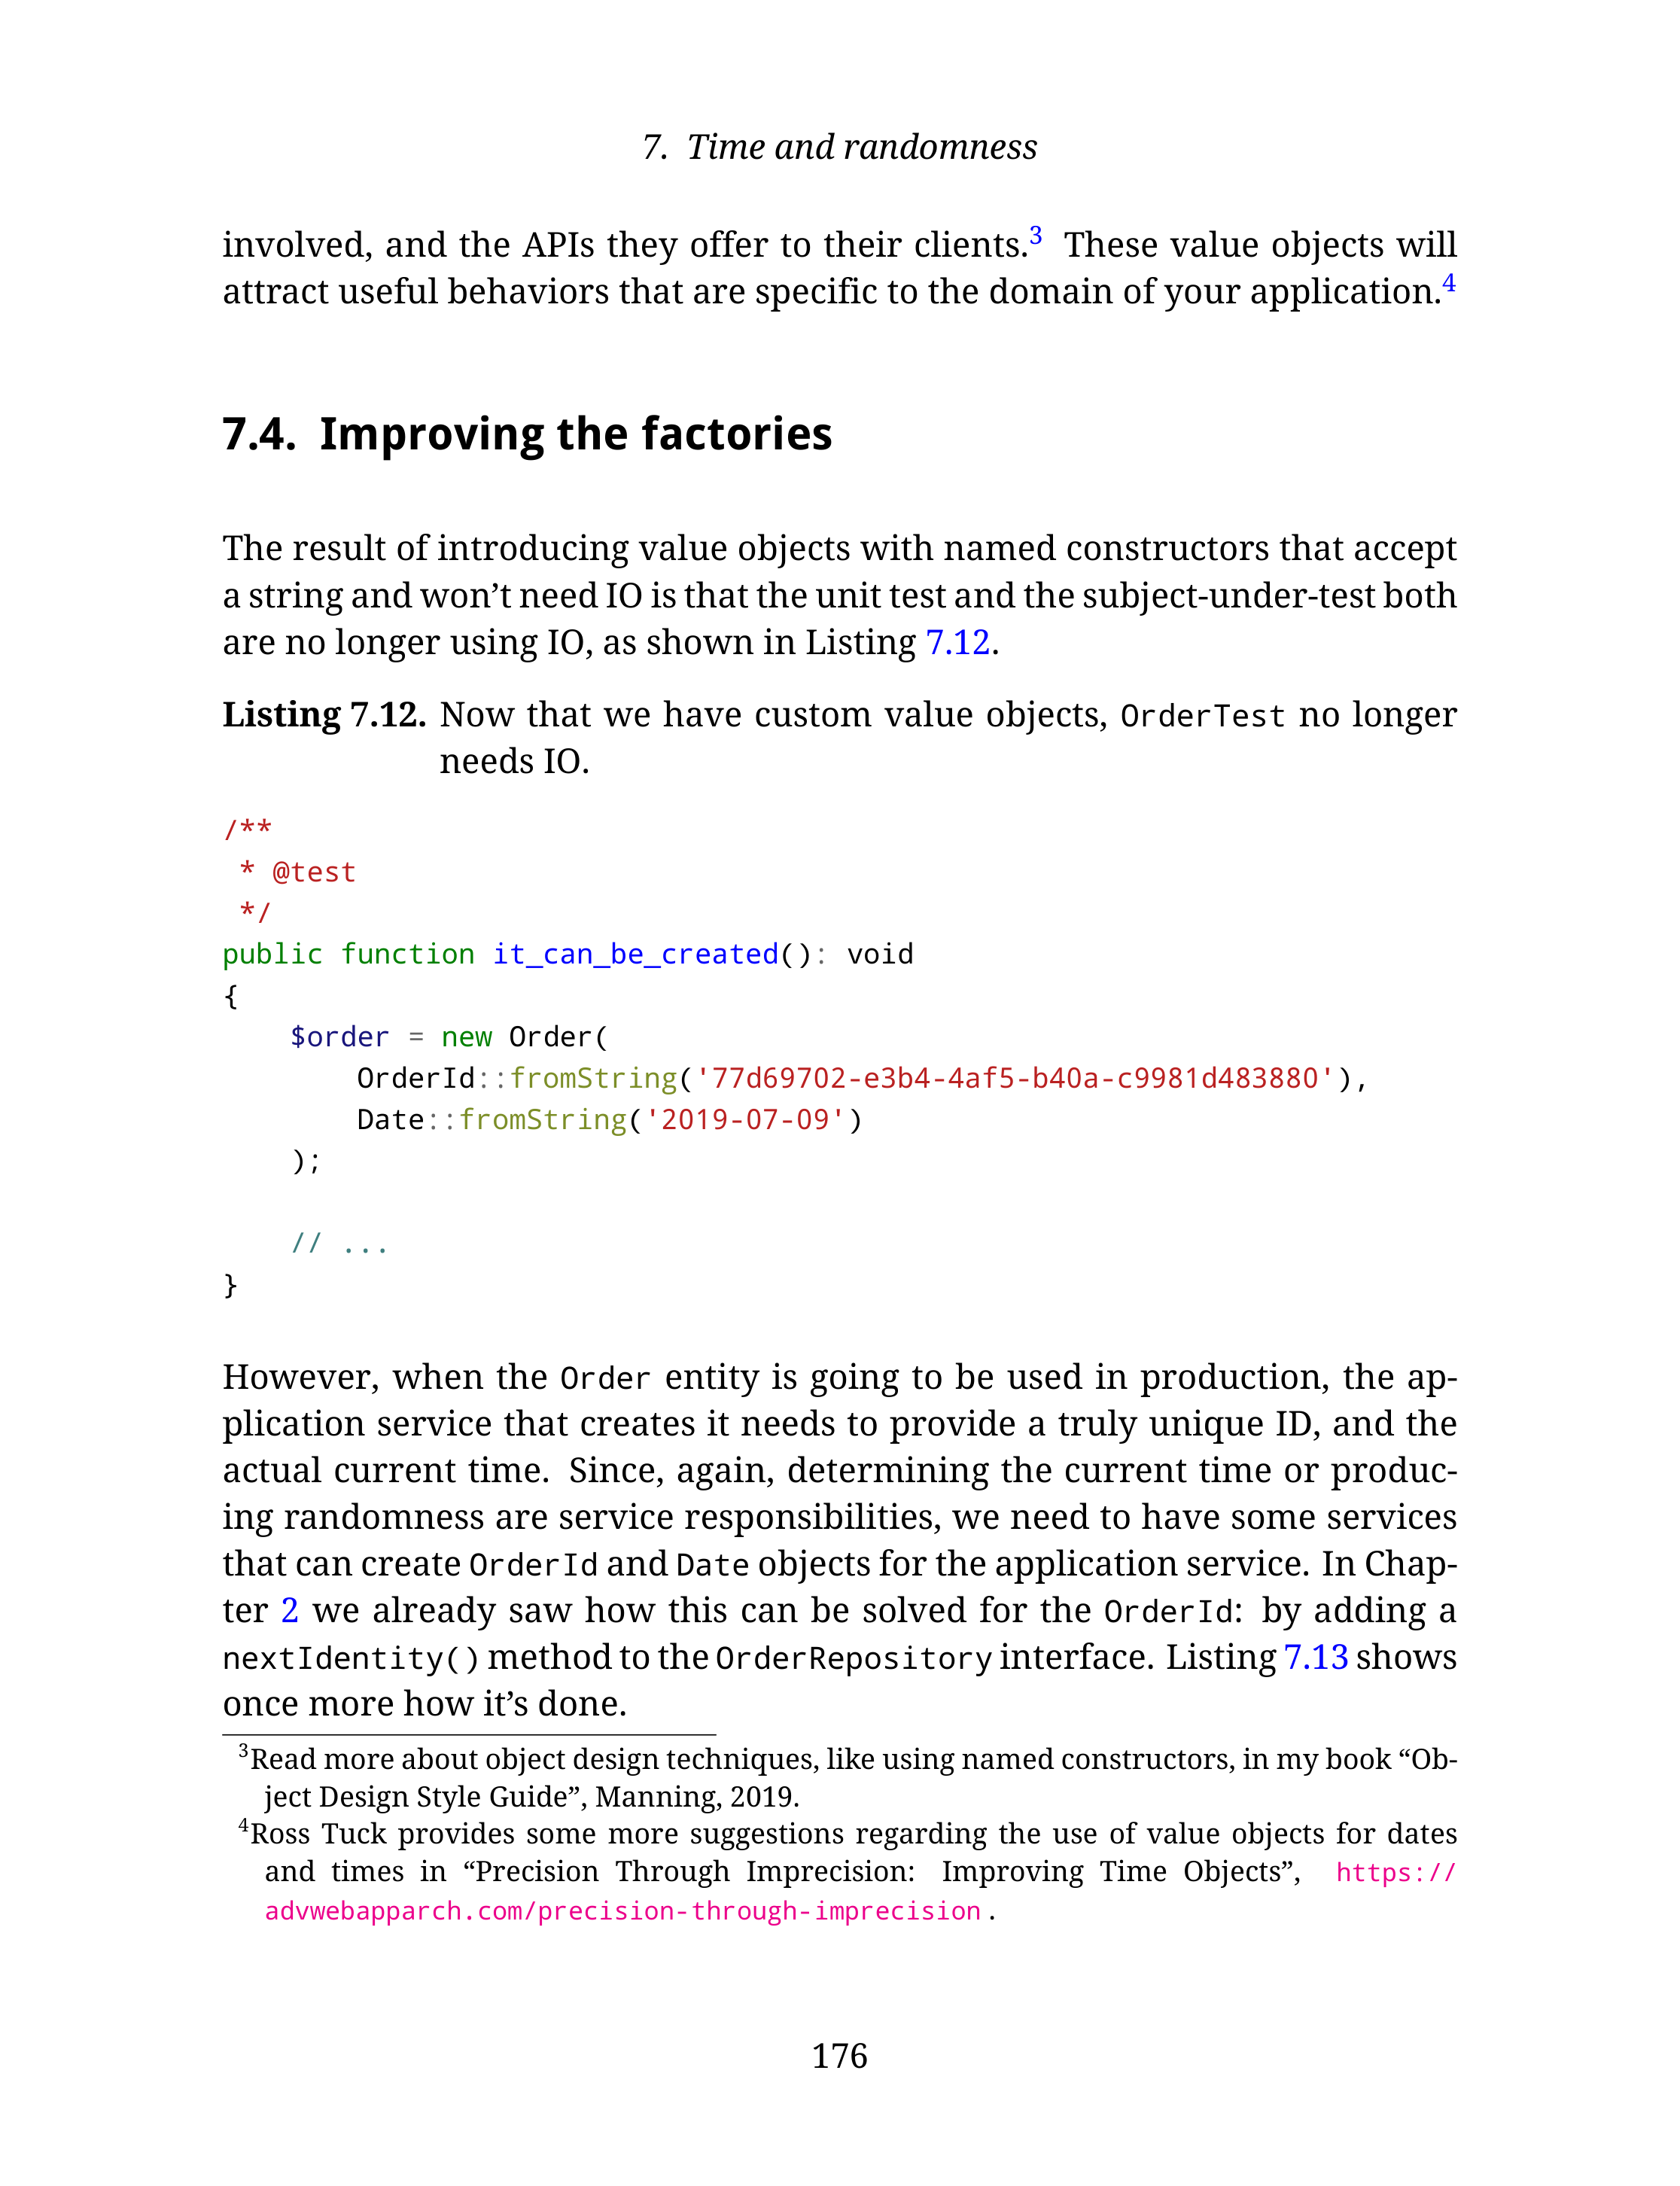 7. Time and randomness
involved, and the APIs they offer to their clients.3 These value objects will
attract useful behaviors that are specific to the domain of your application.4
7.4. Improving the factories
The result of introducing value objects with named constructors that accept
a string and won’t need IO is that the unit test and the subject-under-test both
are no longer using IO, as shown in Listing 7.12.
Listing 7.12. Now that we have custom value objects, OrderTest no longer
needs IO.
/**
 * @test
 */
public function it_can_be_created(): void
{
    $order = new Order(
        OrderId::fromString('77d69702-e3b4-4af5-b40a-c9981d483880'),
        Date::fromString('2019-07-09')
    );
    // ...
}
However, when the Order entity is going to be used in production, the ap-
plication service that creates it needs to provide a truly unique ID, and the
actual current time. Since, again, determining the current time or produc-
ing randomness are service responsibilities, we need to have some services
that can create OrderId and Date objects for the application service. In Chap-
ter 2 we already saw how this can be solved for the OrderId: by adding a
nextIdentity() method to the OrderRepository interface. Listing 7.13 shows
once more how it’s done.
3Read more about object design techniques, like using named constructors, in my book “Ob-
ject Design Style Guide”, Manning, 2019.
4Ross Tuck provides some more suggestions regarding the use of value objects for dates
and times in “Precision Through Imprecision: Improving Time Objects”, https://
advwebapparch.com/precision-through-imprecision.
176